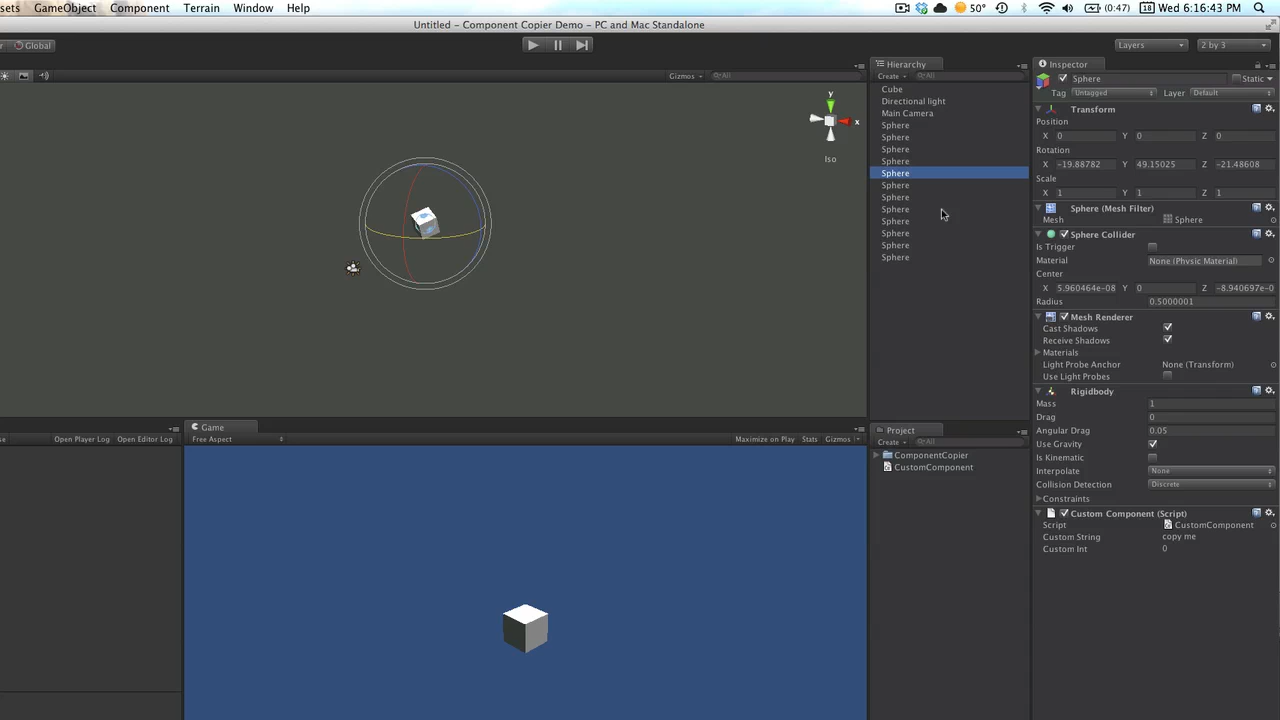 sets GameObject Component Terrain Window Help 50° 18 (0:47) Wed 6:16:43 PM
Untitled – Component Copier Demo – PC and Mac Standalone
Global
Layers 2 by 3
Gizmos All
y
x
Iso
Hierarchy
Create All
Cube
Directional light
Main Camera
Sphere
Sphere
Sphere
Sphere
Sphere
Sphere
Sphere
Sphere
Sphere
Sphere
Sphere
Sphere
Inspector
Sphere Static
Tag Untagged Layer Default
Transform
Position
X 0 Y 0 Z 0
Rotation
X -19.88782 Y 49.15025 Z -21.48608
Scale
X 1 Y 1 Z 1
Sphere (Mesh Filter)
Mesh Sphere
Sphere Collider
Is Trigger
Material None (Physic Material)
Center
X 5.960464e-08 Y 0 Z -8.940697e-0
Radius 0.5000001
Mesh Renderer
Cast Shadows
Receive Shadows
Materials
Light Probe Anchor None (Transform)
Use Light Probes
Rigidbody
Mass 1
Drag 0
Angular Drag 0.05
Use Gravity
Is Kinematic
Interpolate None
Collision Detection Discrete
Constraints
Custom Component (Script)
Script CustomComponent
Custom String copy me
Custom Int 0
Project
Create All
ComponentCopier
CustomComponent
Open Player Log Open Editor Log
Game
Free Aspect Maximize on Play Stats Gizmos